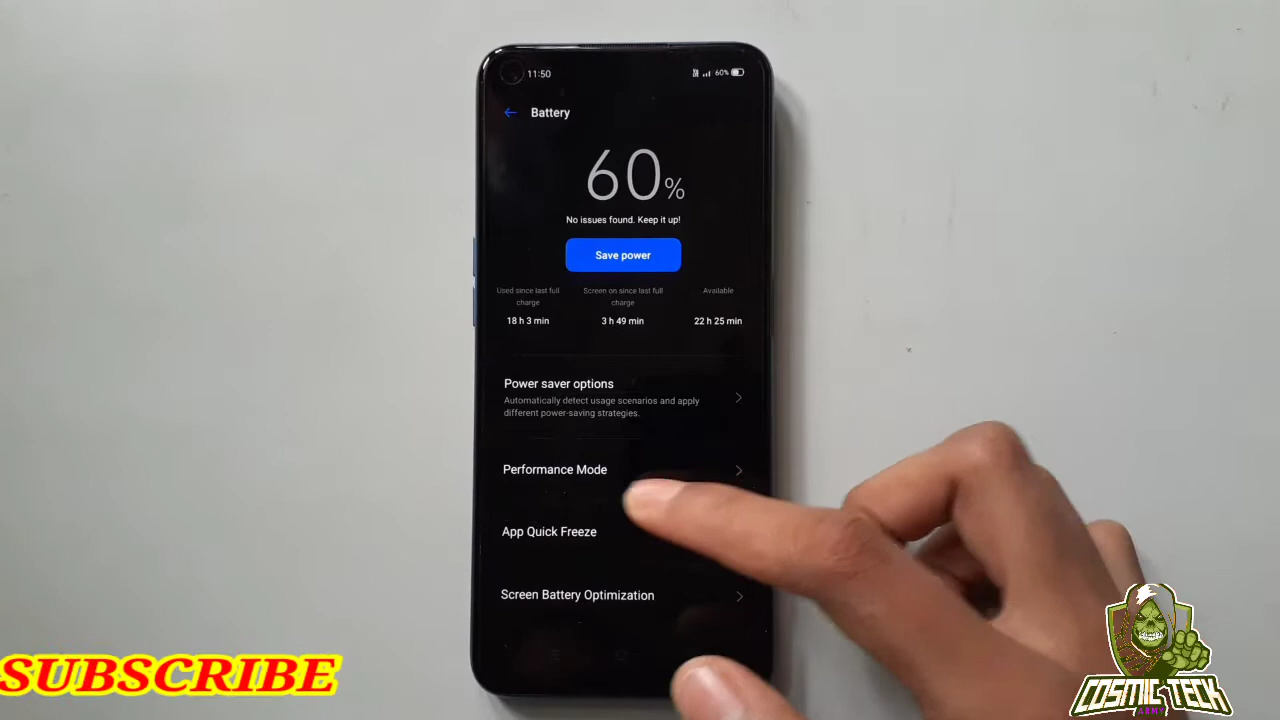 11:50
60%
Battery
60%
No issues found. Keep it up!
Save power
Used since last full charge
Screen on since last full charge
Available
18 h 3 min
3 h 49 min
22 h 25 min
Power saver options
Automatically detect usage scenarios and apply
different power-saving strategies.
Performance Mode
App Quick Freeze
Screen Battery Optimization
SUBSCRIBE
COSMIC TECK
ARMY